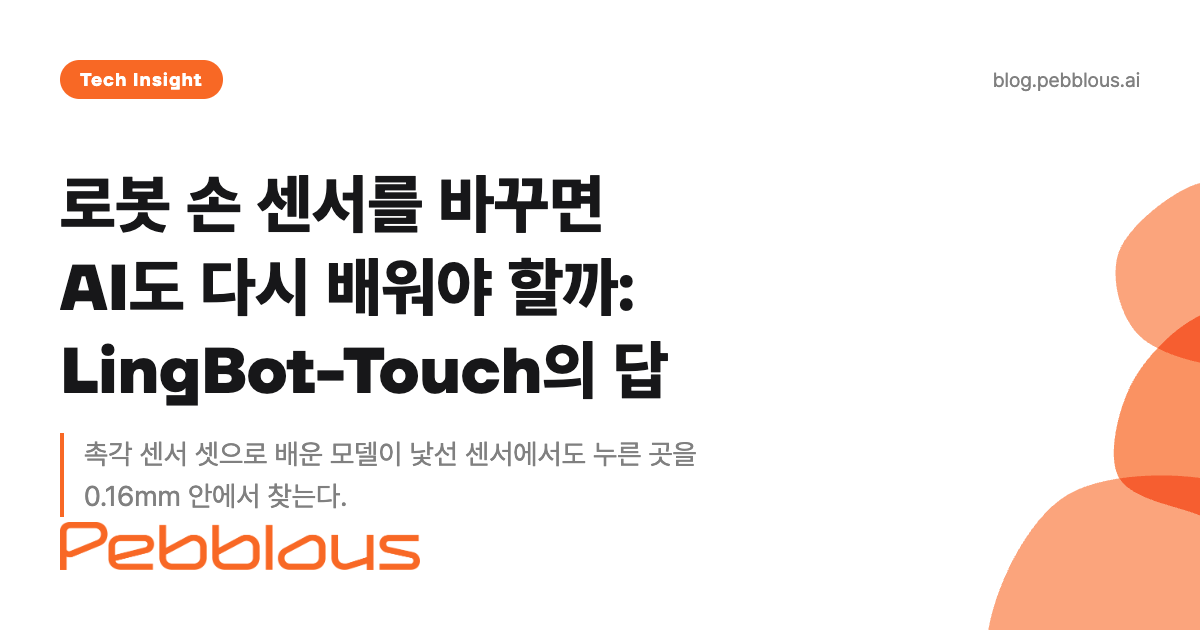 Tech Insight
blog.pebblous.ai
로봇 손 센서를 바꾸면
AI도 다시 배워야 할까:
LingBot-Touch의 답
촉각 센서 셋으로 배운 모델이 낯선 센서에서도 누른 곳을
0.16mm 안에서 찾는다.
Pebblous